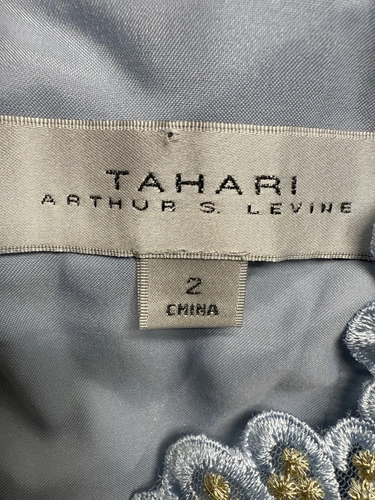 TAHARI
ARTHUR S. LEVINE
2
CHINA